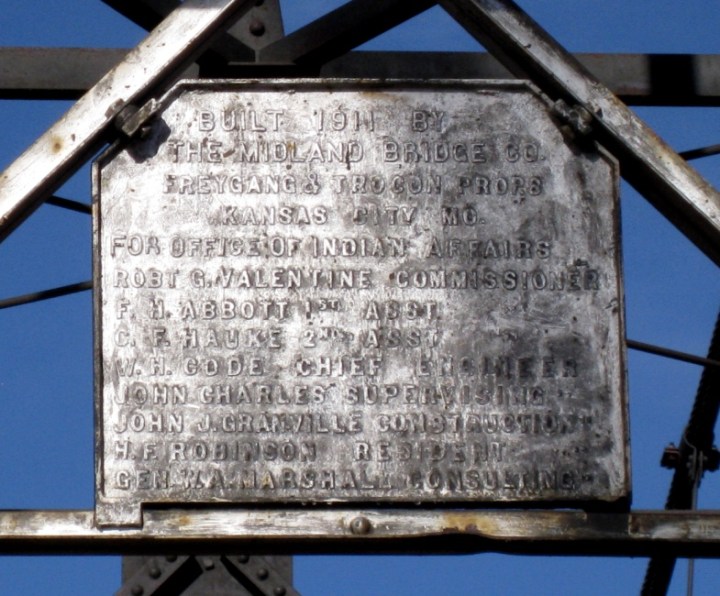 BUILT 1911 BY
THE MIDLAND BRIDGE CO.
FREYGANG & TROCON PROPS
KANSAS CITY MO.
FOR OFFICE OF INDIAN AFFAIRS
ROBT G. VALENTINE COMMISSIONER
F. H. ABBOTT 1ST ASST.
C. F. HAUKE 2ND ASST.
W. H. CODE CHIEF ENGINEER
JOHN CHARLES SUPERVISING "
JOHN J. GRANVILLE CONSTRUCTION "
H. F. ROBINSON RESIDENT
GEN. W. A. MARSHALL CONSULTING "